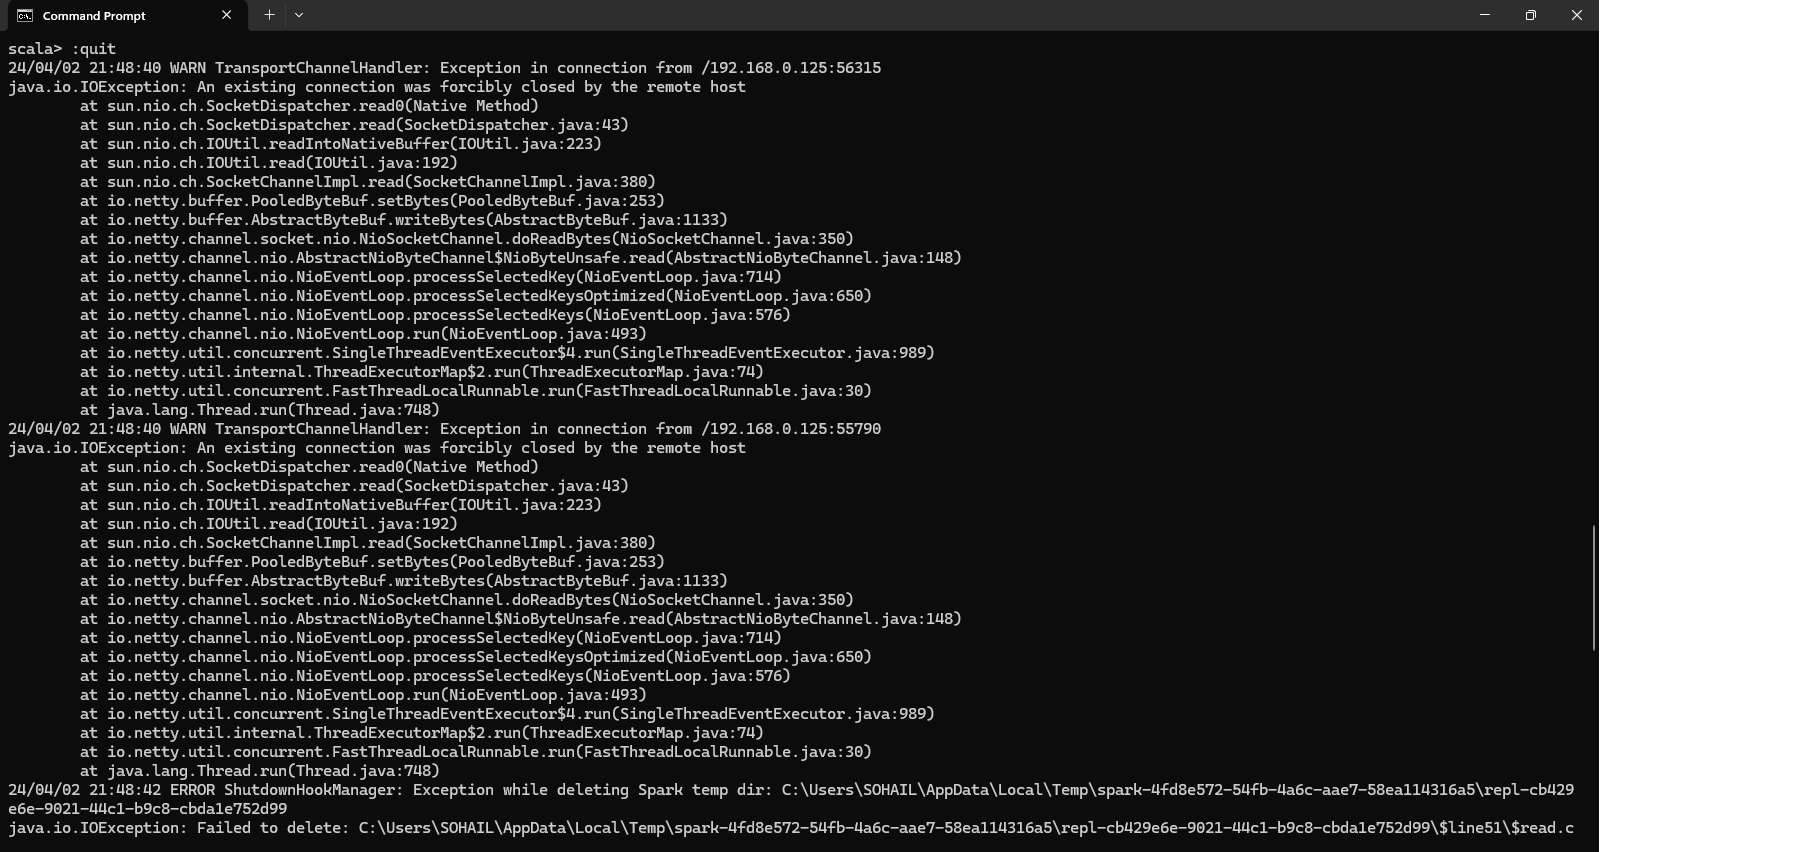 Command Prompt
scala> :quit
24/04/02 21:48:40 WARN TransportChannelHandler: Exception in connection from /192.168.0.125:56315
java.io.IOException: An existing connection was forcibly closed by the remote host
        at sun.nio.ch.SocketDispatcher.read0(Native Method)
        at sun.nio.ch.SocketDispatcher.read(SocketDispatcher.java:43)
        at sun.nio.ch.IOUtil.readIntoNativeBuffer(IOUtil.java:223)
        at sun.nio.ch.IOUtil.read(IOUtil.java:192)
        at sun.nio.ch.SocketChannelImpl.read(SocketChannelImpl.java:380)
        at io.netty.buffer.PooledByteBuf.setBytes(PooledByteBuf.java:253)
        at io.netty.buffer.AbstractByteBuf.writeBytes(AbstractByteBuf.java:1133)
        at io.netty.channel.socket.nio.NioSocketChannel.doReadBytes(NioSocketChannel.java:350)
        at io.netty.channel.nio.AbstractNioByteChannel$NioByteUnsafe.read(AbstractNioByteChannel.java:148)
        at io.netty.channel.nio.NioEventLoop.processSelectedKey(NioEventLoop.java:714)
        at io.netty.channel.nio.NioEventLoop.processSelectedKeysOptimized(NioEventLoop.java:650)
        at io.netty.channel.nio.NioEventLoop.processSelectedKeys(NioEventLoop.java:576)
        at io.netty.channel.nio.NioEventLoop.run(NioEventLoop.java:493)
        at io.netty.util.concurrent.SingleThreadEventExecutor$4.run(SingleThreadEventExecutor.java:989)
        at io.netty.util.internal.ThreadExecutorMap$2.run(ThreadExecutorMap.java:74)
        at io.netty.util.concurrent.FastThreadLocalRunnable.run(FastThreadLocalRunnable.java:30)
        at java.lang.Thread.run(Thread.java:748)
24/04/02 21:48:40 WARN TransportChannelHandler: Exception in connection from /192.168.0.125:55790
java.io.IOException: An existing connection was forcibly closed by the remote host
        at sun.nio.ch.SocketDispatcher.read0(Native Method)
        at sun.nio.ch.SocketDispatcher.read(SocketDispatcher.java:43)
        at sun.nio.ch.IOUtil.readIntoNativeBuffer(IOUtil.java:223)
        at sun.nio.ch.IOUtil.read(IOUtil.java:192)
        at sun.nio.ch.SocketChannelImpl.read(SocketChannelImpl.java:380)
        at io.netty.buffer.PooledByteBuf.setBytes(PooledByteBuf.java:253)
        at io.netty.buffer.AbstractByteBuf.writeBytes(AbstractByteBuf.java:1133)
        at io.netty.channel.socket.nio.NioSocketChannel.doReadBytes(NioSocketChannel.java:350)
        at io.netty.channel.nio.AbstractNioByteChannel$NioByteUnsafe.read(AbstractNioByteChannel.java:148)
        at io.netty.channel.nio.NioEventLoop.processSelectedKey(NioEventLoop.java:714)
        at io.netty.channel.nio.NioEventLoop.processSelectedKeysOptimized(NioEventLoop.java:650)
        at io.netty.channel.nio.NioEventLoop.processSelectedKeys(NioEventLoop.java:576)
        at io.netty.channel.nio.NioEventLoop.run(NioEventLoop.java:493)
        at io.netty.util.concurrent.SingleThreadEventExecutor$4.run(SingleThreadEventExecutor.java:989)
        at io.netty.util.internal.ThreadExecutorMap$2.run(ThreadExecutorMap.java:74)
        at io.netty.util.concurrent.FastThreadLocalRunnable.run(FastThreadLocalRunnable.java:30)
        at java.lang.Thread.run(Thread.java:748)
24/04/02 21:48:42 ERROR ShutdownHookManager: Exception while deleting Spark temp dir: C:\Users\SOHAIL\AppData\Local\Temp\spark-4fd8e572-54fb-4a6c-aae7-58ea114316a5\repl-cb429
e6e-9021-44c1-b9c8-cbda1e752d99
java.io.IOException: Failed to delete: C:\Users\SOHAIL\AppData\Local\Temp\spark-4fd8e572-54fb-4a6c-aae7-58ea114316a5\repl-cb429e6e-9021-44c1-b9c8-cbda1e752d99\$line51\$read.c